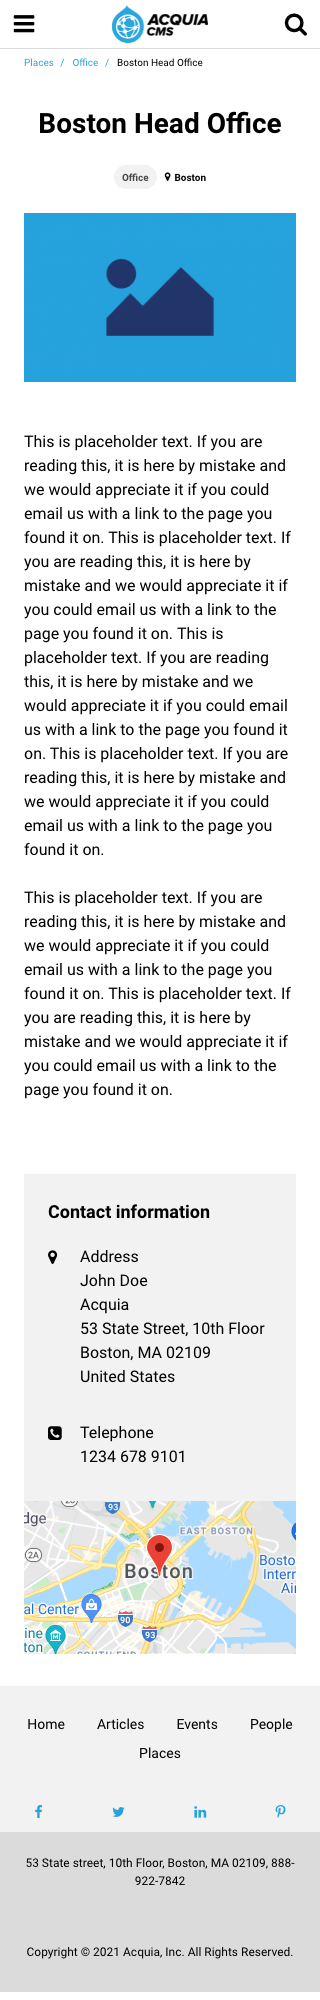 ACQUIA
CMS
Places / Office / Boston Head Office
Boston Head Office
Office Boston
This is placeholder text. If you are
reading this, it is here by mistake and
we would appreciate it if you could
email us with a link to the page you
found it on. This is placeholder text. If
you are reading this, it is here by
mistake and we would appreciate it if
you could email us with a link to the
page you found it on. This is
placeholder text. If you are reading
this, it is here by mistake and we
would appreciate it if you could email
us with a link to the page you found it
on. This is placeholder text. If you are
reading this, it is here by mistake and
we would appreciate it if you could
email us with a link to the page you
found it on.
This is placeholder text. If you are
reading this, it is here by mistake and
we would appreciate it if you could
email us with a link to the page you
found it on. This is placeholder text. If
you are reading this, it is here by
mistake and we would appreciate it if
you could email us with a link to the
page you found it on.
Contact information
Address
John Doe
Acquia
53 State Street, 10th Floor
Boston, MA 02109
United States
Telephone
1234 678 9101
93
dge
EAST BOSTON
2A
Boston
Bosto
Interr
Air
al Center
90
93
ine
ton
SOUTH END
Home Articles Events People
Places
53 State street, 10th Floor, Boston, MA 02109, 888-
922-7842
Copyright © 2021 Acquia, Inc. All Rights Reserved.